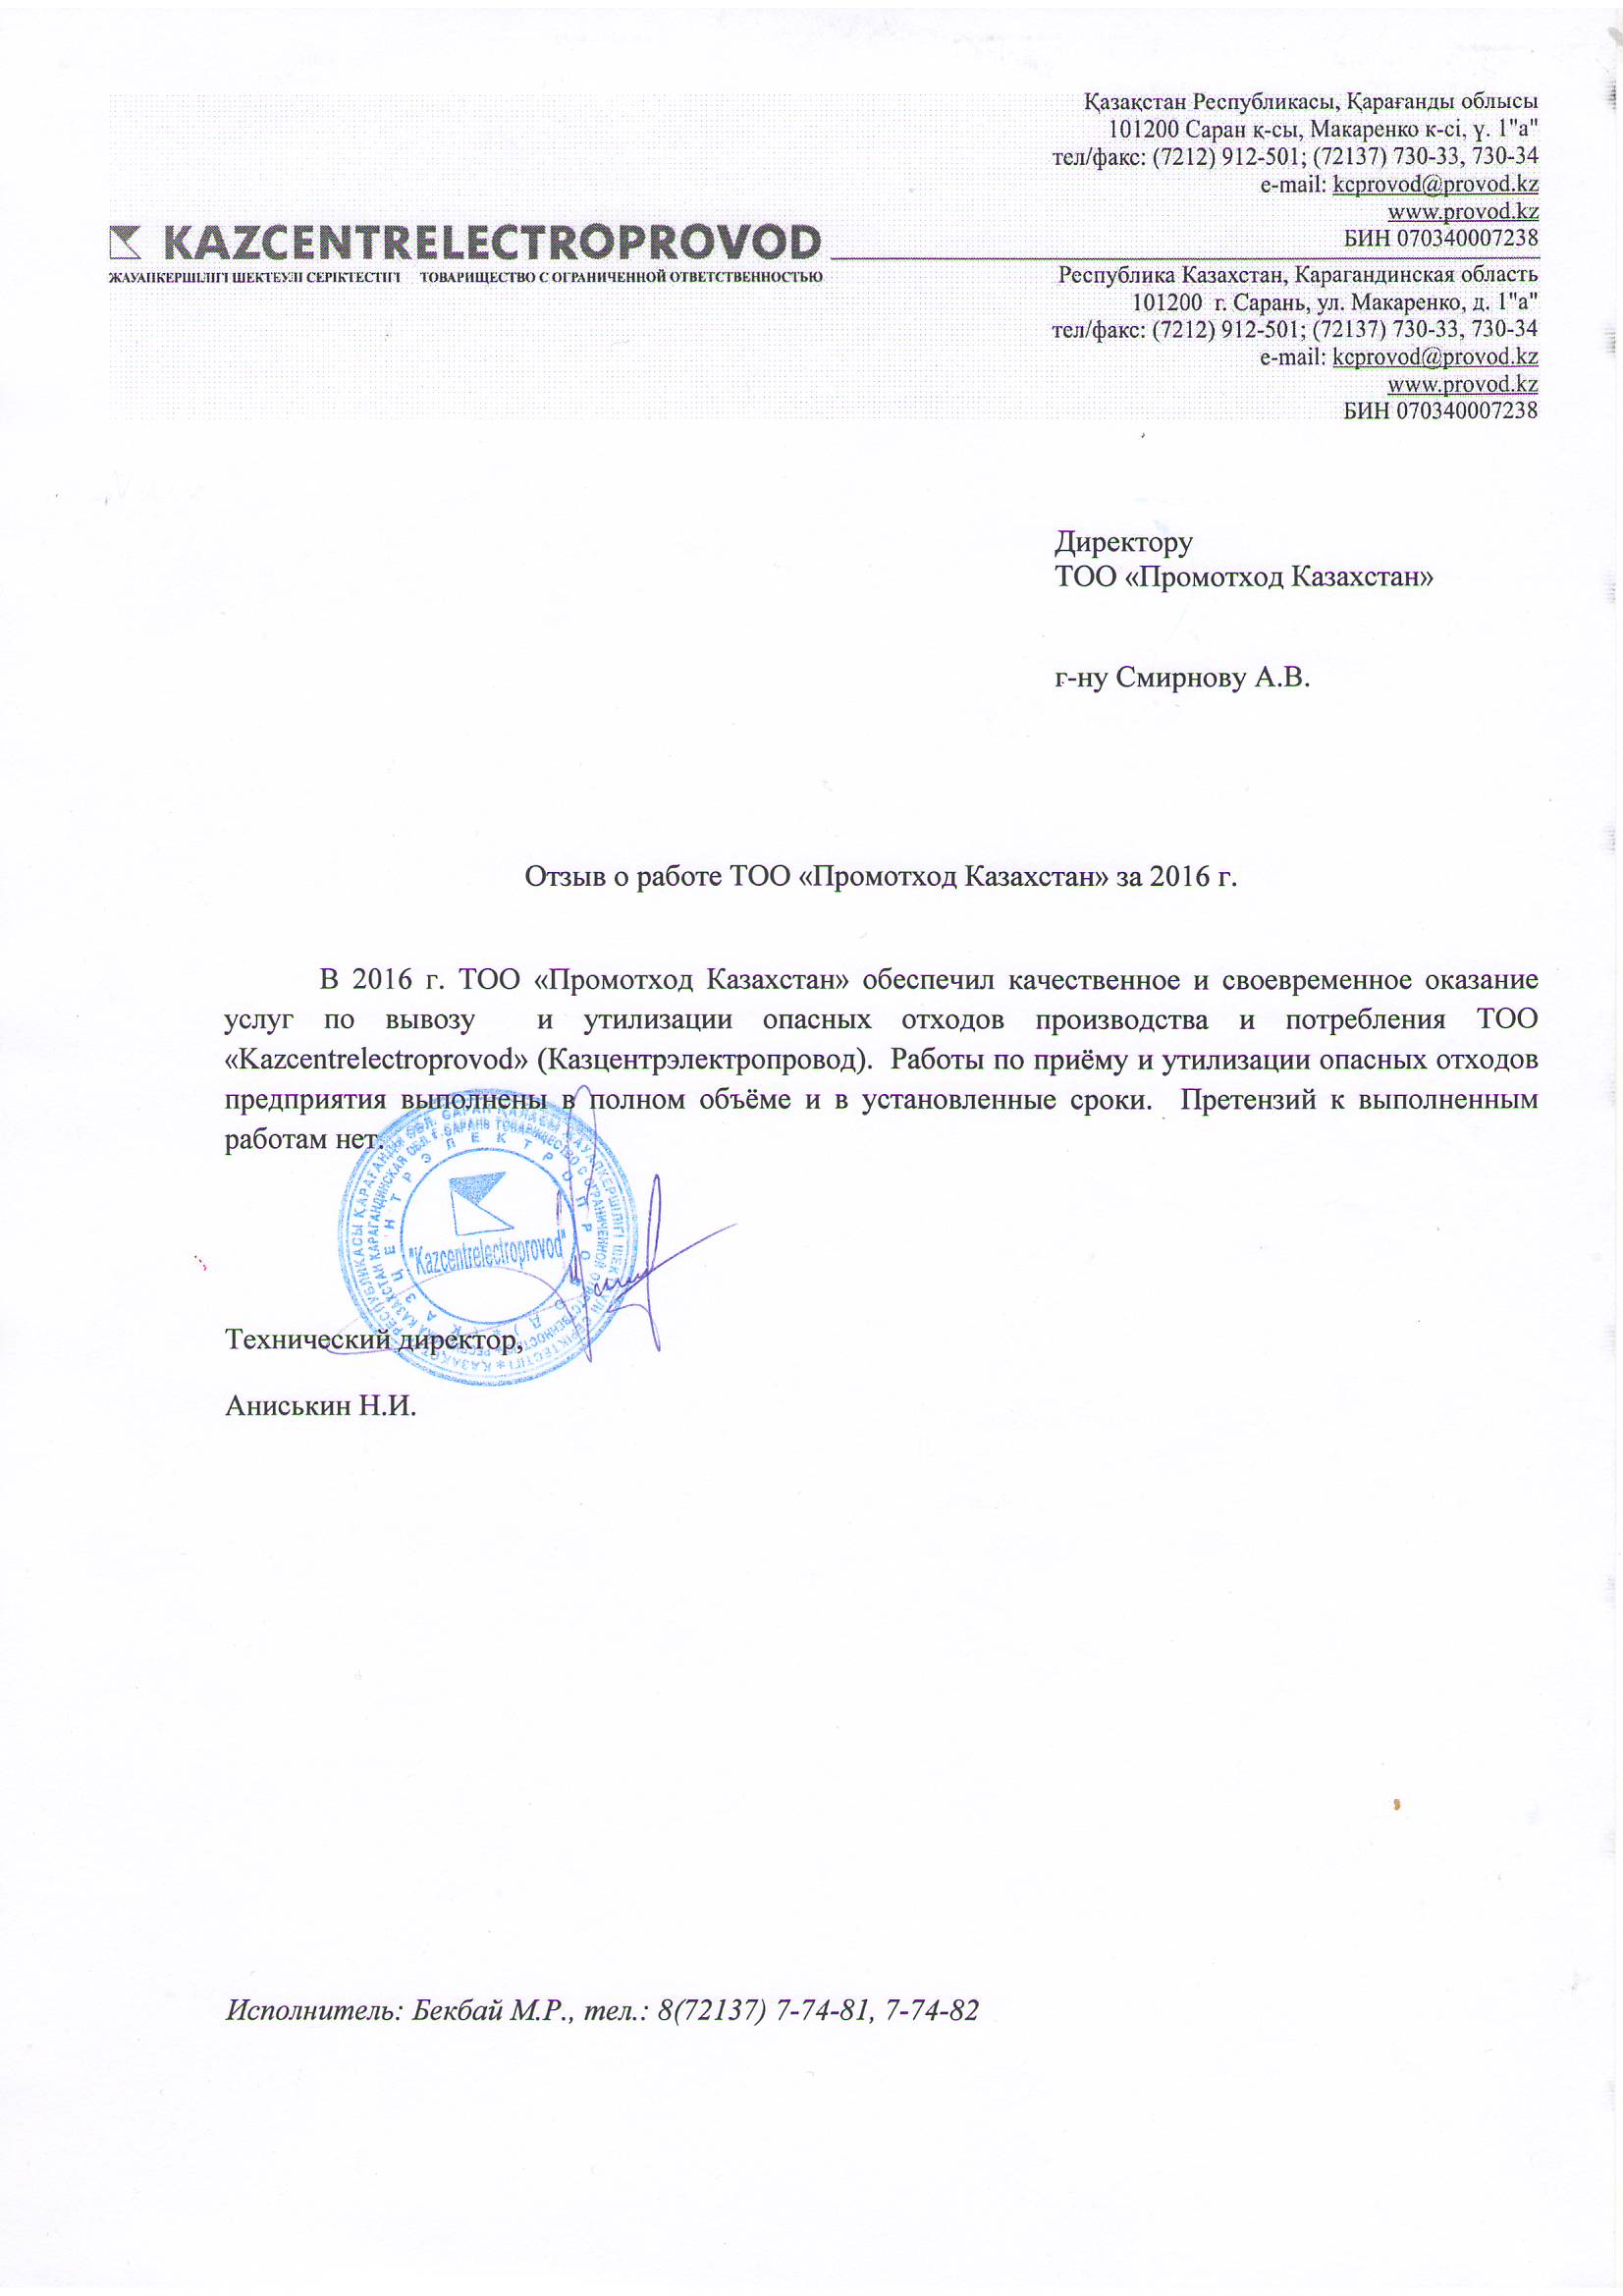 Қазақстан Республикасы, Қарағанды облысы
101200 Саран қ-сы, Макаренко к-сі, ү. 1"а"
тел/факс: (7212) 912-501; (72137) 730-33, 730-34
e-mail: kcprovod@provod.kz
www.provod.kz
БИН 070340007238
KAZCENTRELECTROPROVOD
ЖАУАПКЕРШІЛІГІ ШЕКТЕУЛІ СЕРІКТЕСТІГІ ТОВАРИЩЕСТВО С ОГРАНИЧЕННОЙ ОТВЕТСТВЕННОСТЬЮ
Республика Казахстан, Карагандинская область
101200 г. Сарань, ул. Макаренко, д. 1"а"
тел/факс: (7212) 912-501; (72137) 730-33, 730-34
e-mail: kcprovod@provod.kz
www.provod.kz
БИН 070340007238
Директору
ТОО «Промотход Казахстан»
г-ну Смирнову А.В.
Отзыв о работе ТОО «Промотход Казахстан» за 2016 г.
В 2016 г. ТОО «Промотход Казахстан» обеспечил качественное и своевременное оказание
услуг по вывозу и утилизации опасных отходов производства и потребления ТОО
«Kazcentrelectroprovod» (Казцентрэлектропровод). Работы по приёму и утилизации опасных отходов
предприятия выполнены в полном объёме и в установленные сроки. Претензий к выполненным
работам нет.
"Kazcentrelectroprovod"
Технический директор,
Аниськин Н.И.
Исполнитель: Бекбай М.Р., тел.: 8(72137) 7-74-81, 7-74-82